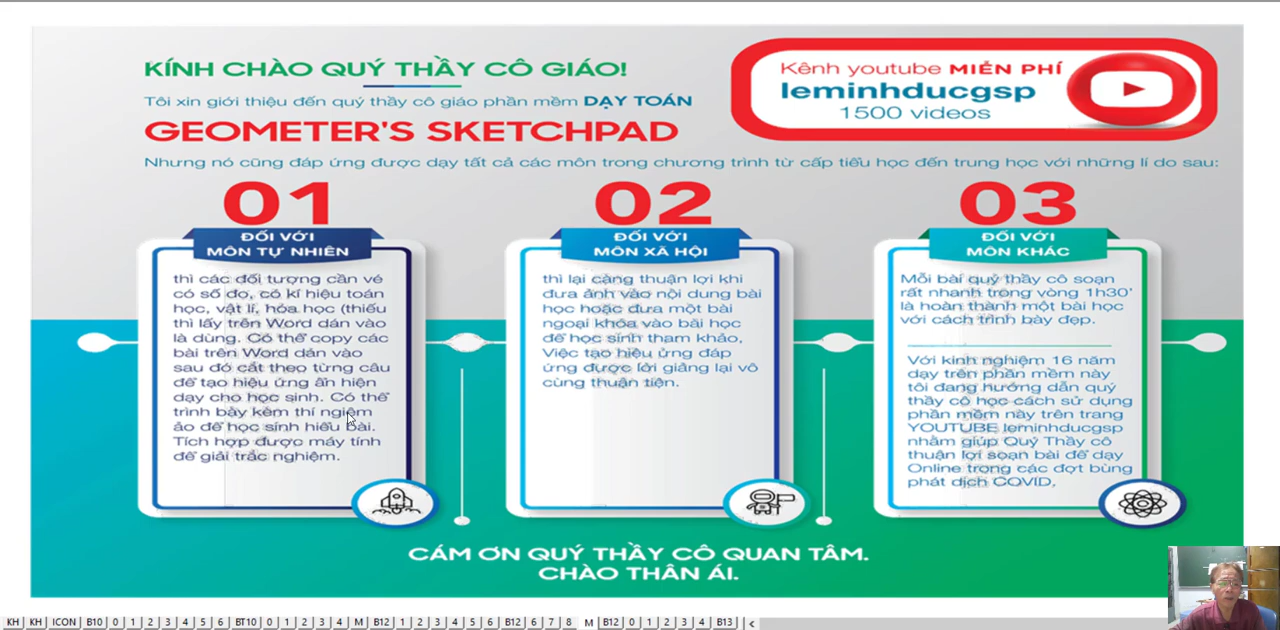 KÍNH CHÀO QUÝ THẦY CÔ GIÁO!
Tôi xin giới thiệu đến quý thầy cô giáo phần mềm DẠY TOÁN
GEOMETER'S SKETCHPAD
Kênh youtube MIỄN PHÍ
leminhducgsp
1500 videos
Nhưng nó cũng đáp ứng được dạy tất cả các môn trong chương trình từ cấp tiểu học đến trung học với những lí do sau:
01
ĐỐI VỚI
MÔN TỰ NHIÊN
thì các đối tượng cần vẽ
có số đo, có kí hiệu toán
học, vật lí, hóa học (thiếu
thì lấy trên Word dán vào
là dùng. Có thể copy các
bài trên Word dán vào
sau đó cắt theo từng câu
để tạo hiệu ứng ẩn hiện
dạy cho học sinh. Có thể
trình bày kèm thí ngiệm
ảo để học sinh hiểu bài.
Tích hợp được máy tính
để giải trắc nghiệm.
02
ĐỐI VỚI
MÔN XÃ HỘI
thì lại càng thuận lợi khi
đưa ảnh vào nội dung bài
học hoặc đưa một bài
ngoại khóa vào bài học
để học sinh tham khảo,
Việc tạo hiệu ứng đáp
ứng được lời giảng lại vô
cùng thuận tiện.
03
ĐỐI VỚI
MÔN KHÁC
Mỗi bài quý thầy cô soạn
rất nhanh trong vòng 1h30'
là hoàn thành một bài học
với cách trình bày đẹp.
Với kinh nghiệm 16 năm
dạy trên phần mềm này
tôi đang hướng dẫn quý
thầy cô học cách sử dụng
phần mềm này trên trang
YOUTUBE leminhducgsp
nhằm giúp Quý Thầy cô
thuận lợi soạn bài để dạy
Online trong các đợt bùng
phát dịch COVID,
CÁM ƠN QUÝ THẦY CÔ QUAN TÂM.
CHÀO THÂN ÁI.
KH KH ICON B10 0 1 2 3 4 5 6 BT10 0 1 2 3 4 M B12 1 2 3 4 5 6 B12 6 7 8 M B12 0 1 2 3 4 B13